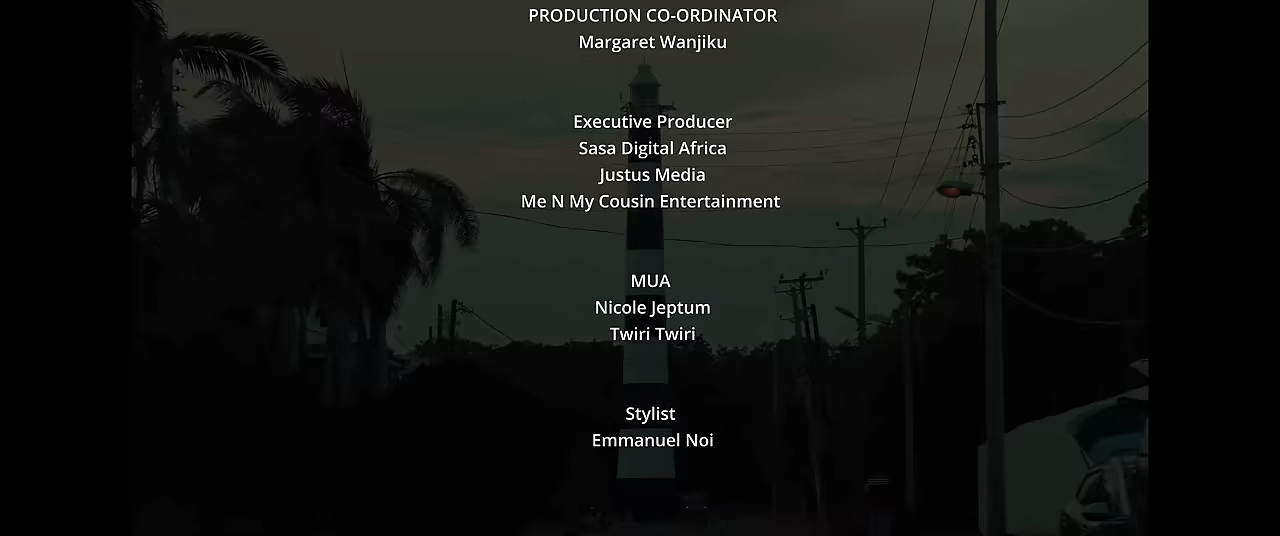 PRODUCTION CO-ORDINATOR
Margaret Wanjiku
Executive Producer
Sasa Digital Africa
Justus Media
Me N My Cousin Entertainment
MUA
Nicole Jeptum
Twiri Twiri
Stylist
Emmanuel Noi